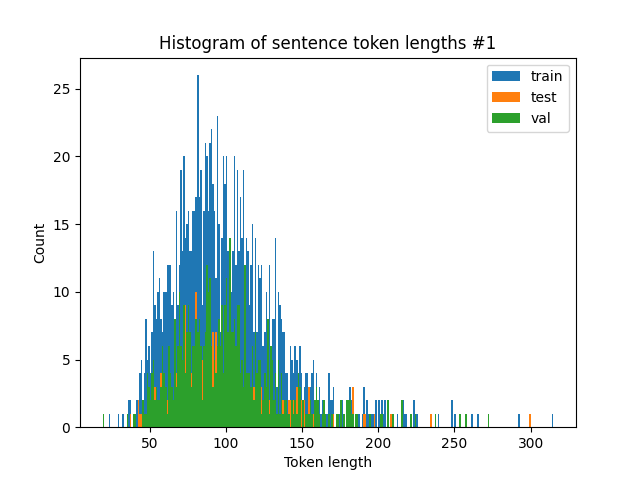 Histogram of sentence token lengths #1
train
test
val
25
20
15
10
5
0
Count
50 100 150 200 250 300
Token length